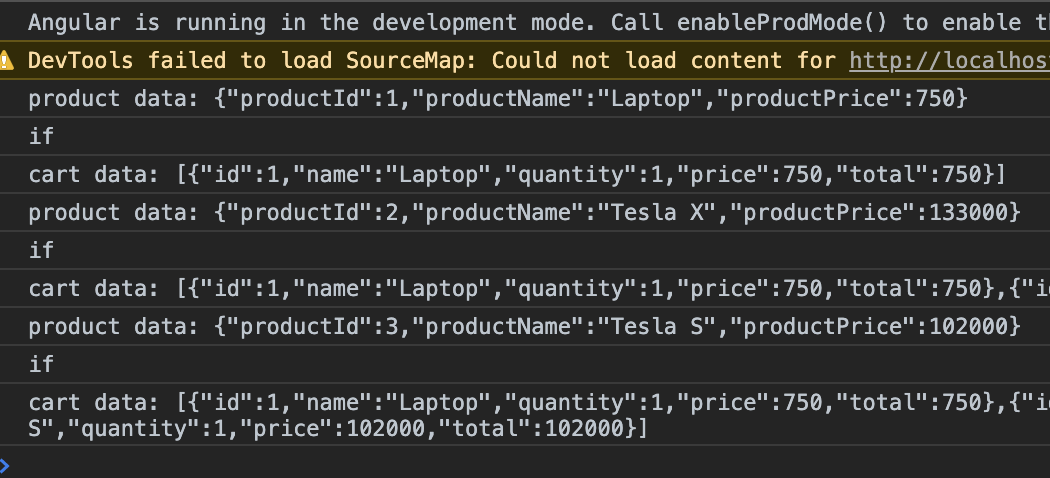 Angular is running in the development mode. Call enableProdMode() to enable
DevTools failed to load SourceMap: Could not load content for http://localhos
product data: {"productId":1,"productName":"Laptop","productPrice":750}
if
cart data: [{"id":1,"name":"Laptop","quantity":1,"price":750,"total":750}]
product data: {"productId":2,"productName":"Tesla X","productPrice":133000}
if
cart data: [{"id":1,"name":"Laptop","quantity":1,"price":750,"total":750},{"i
product data: {"productId":3,"productName":"Tesla S","productPrice":102000}
if
cart data: [{"id":1,"name":"Laptop","quantity":1,"price":750,"total":750},{"i
S","quantity":1,"price":102000,"total":102000}]